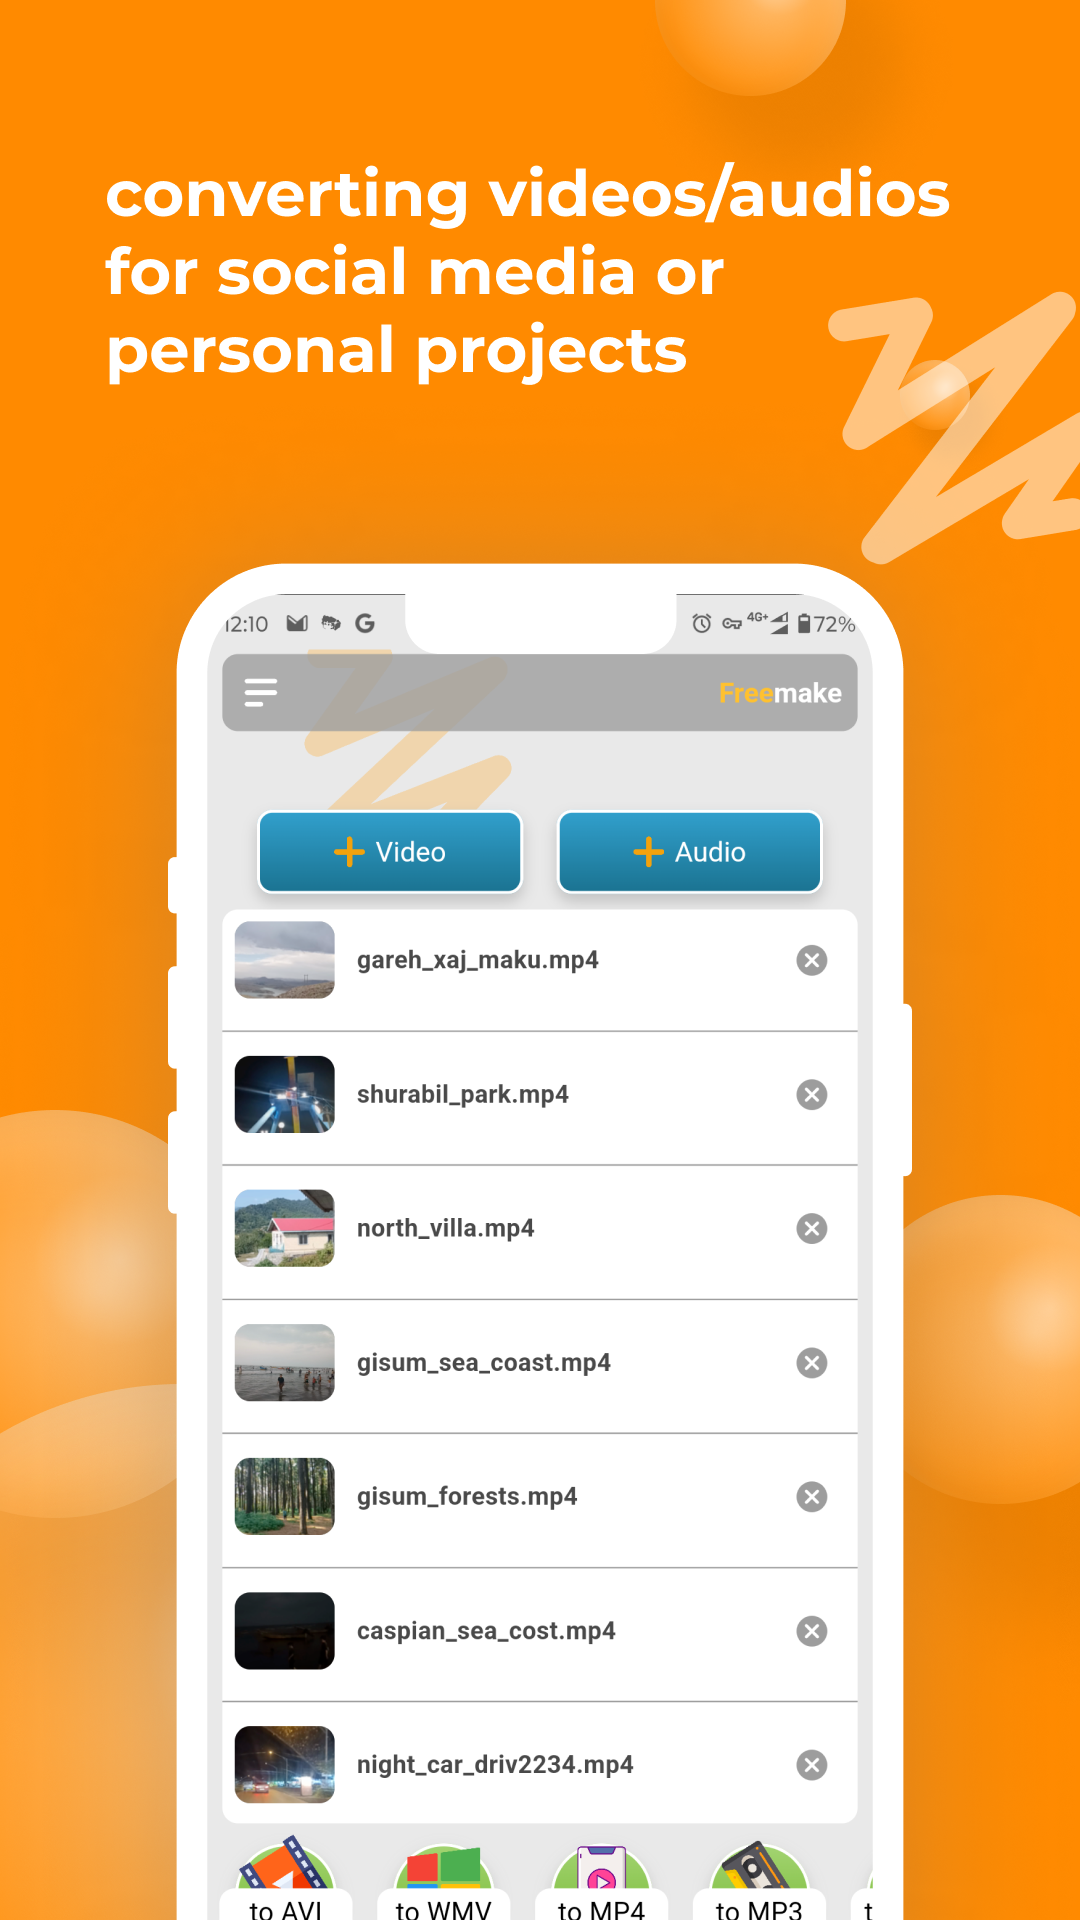 converting videos/audios
for social media or
personal projects
12:10 4G+ 72%
Freemake
Video Audio
gareh_xaj_maku.mp4
shurabil_park.mp4
north_villa.mp4
gisum_sea_coast.mp4
gisum_forests.mp4
caspian_sea_cost.mp4
night_car_driv2234.mp4
to AVI to WMV to MP4 to MP3 t